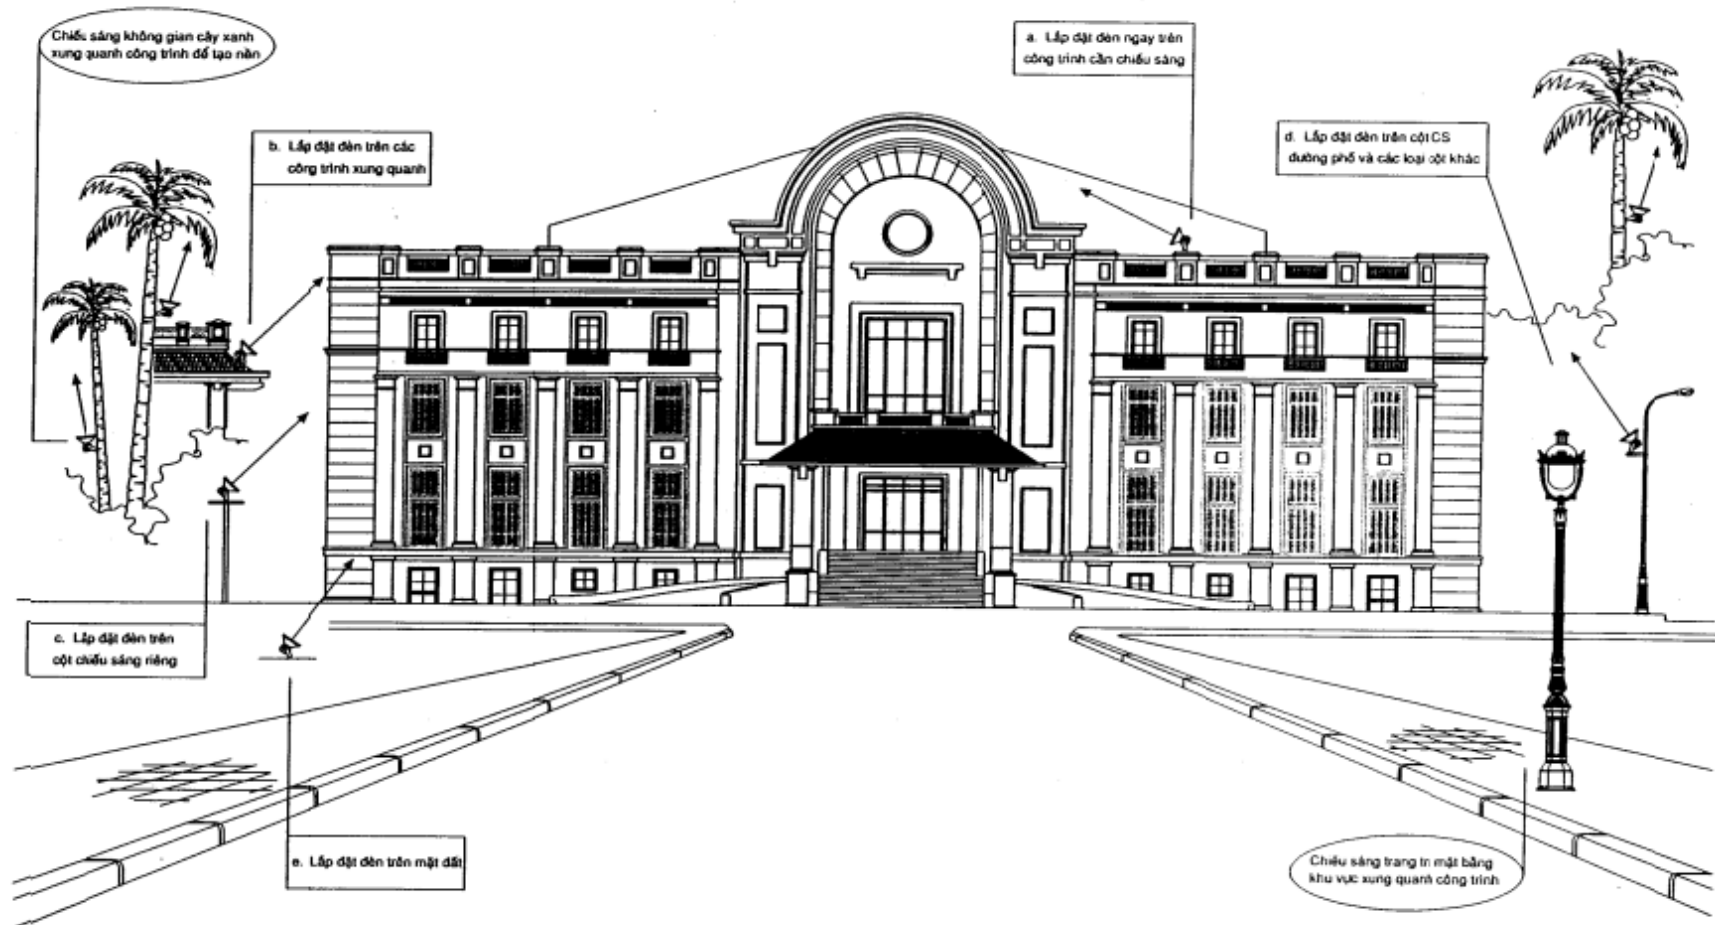 Chiếu sáng không gian cây xanh
xung quanh công trình để tạo nền
a. Lắp đặt đèn ngay trên
công trình cần chiếu sáng
b. Lắp đặt đèn trên các
công trình xung quanh
d. Lắp đặt đèn trên cột CS
đường phố và các loại cột khác
c. Lắp đặt đèn trên
cột chiếu sáng riêng
e. Lắp đặt đèn trên mặt đất
Chiếu sáng trang trí mặt bằng
khu vực xung quanh công trình